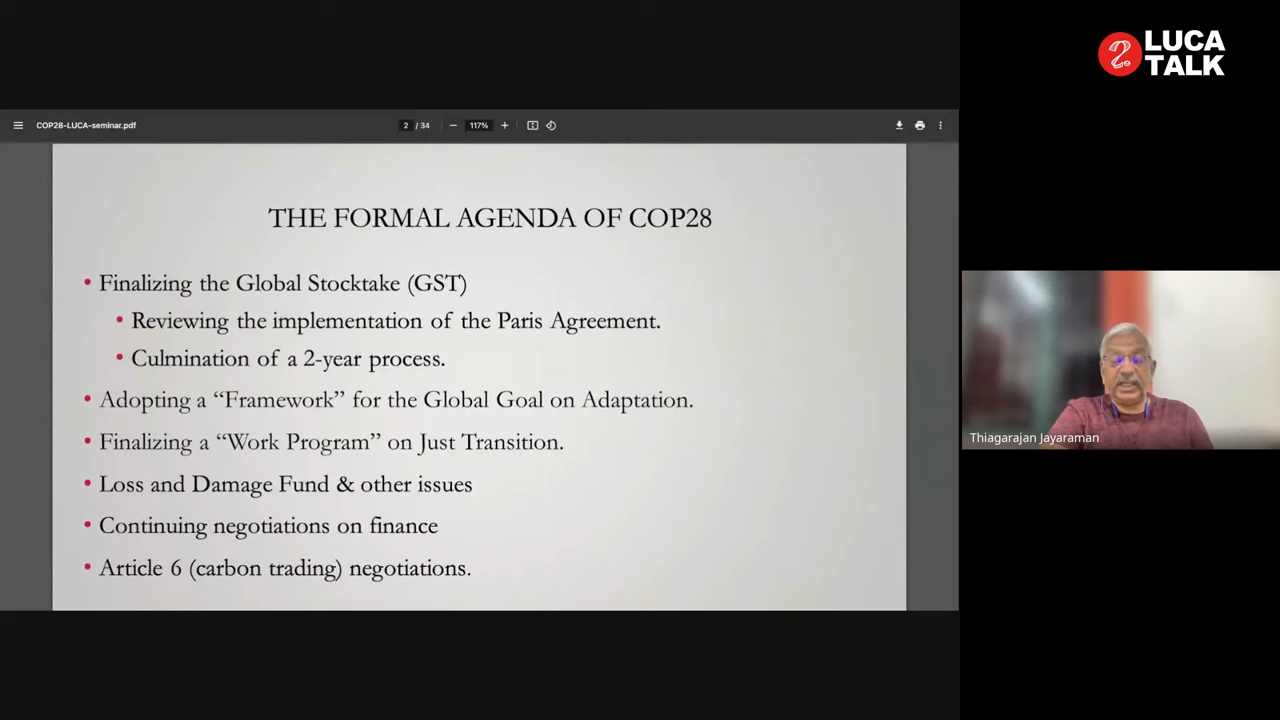 LUCA
TALK
COP28-LUCA-seminar.pdf
2 / 34
117%
THE FORMAL AGENDA OF COP28
• Finalizing the Global Stocktake (GST)
• Reviewing the implementation of the Paris Agreement.
• Culmination of a 2-year process.
• Adopting a “Framework” for the Global Goal on Adaptation.
• Finalizing a “Work Program” on Just Transition.
• Loss and Damage Fund & other issues
• Continuing negotiations on finance
• Article 6 (carbon trading) negotiations.
Thiagarajan Jayaraman